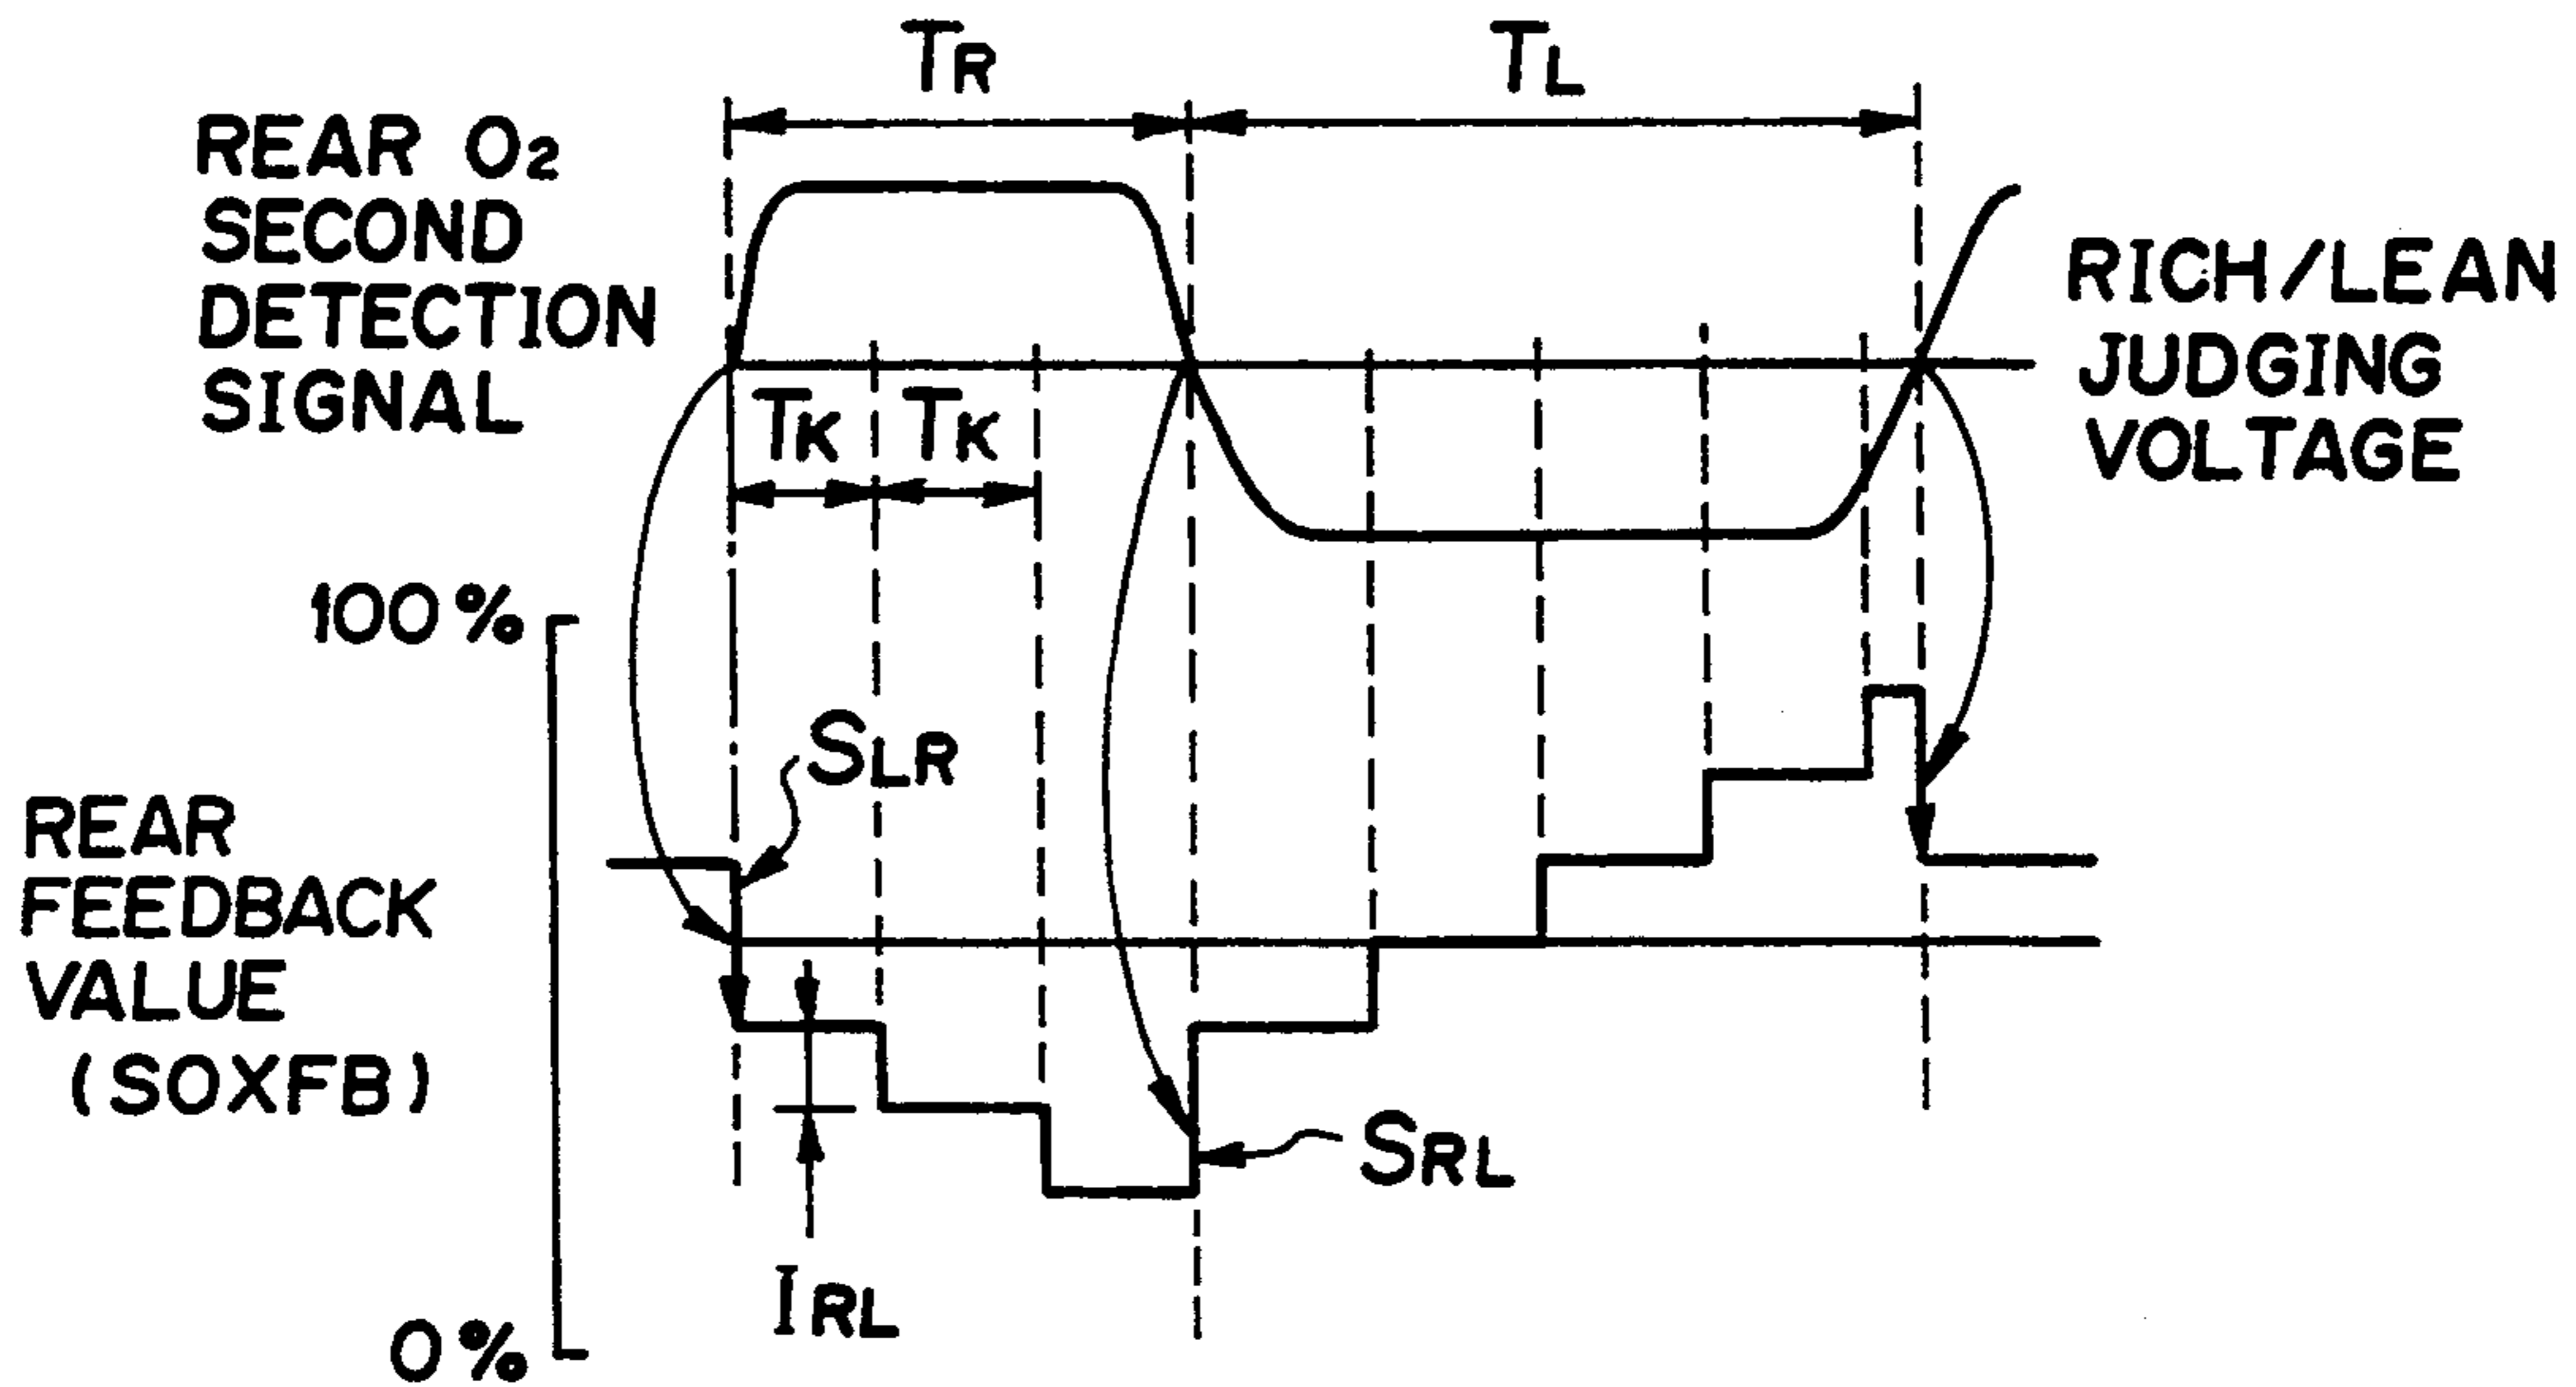 TR
TL
REAR O2
SECOND
DETECTION
SIGNAL
RICH/LEAN
JUDGING
VOLTAGE
TK
TK
100%
SLR
REAR
FEEDBACK
VALUE
(SOXFB)
SRL
IRL
0%